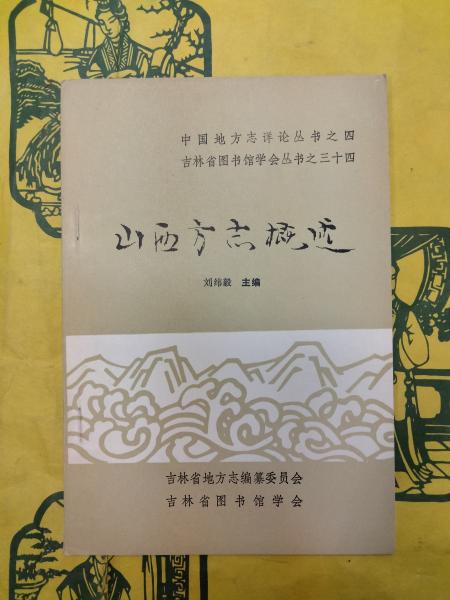 中国地方志详论丛书之四
吉林省图书馆学会丛书之三十四
山西方志概述
刘纬毅 主编
吉林省地方志编纂委员会
吉林省图书馆学会